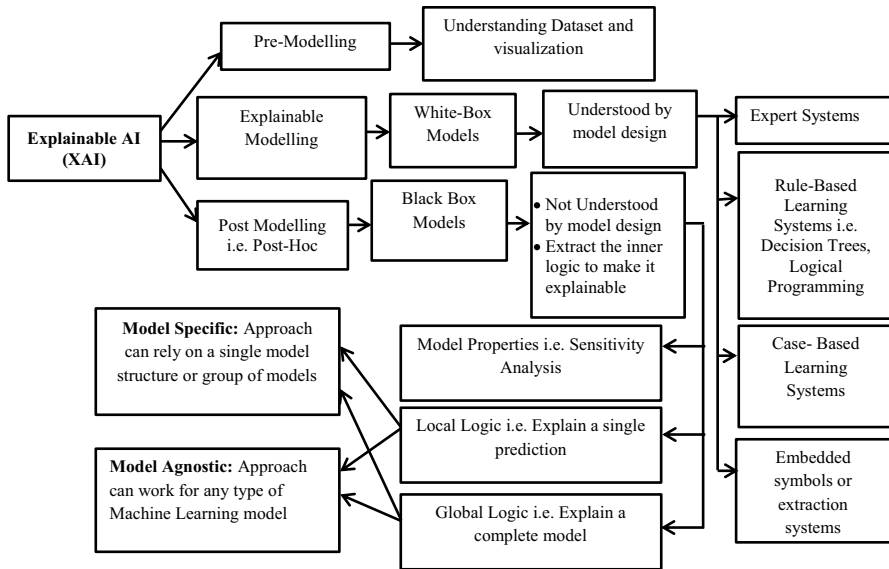 Pre-Modelling
Understanding Dataset and
visualization
Explainable AI
(XAI)
Explainable
Modelling
White-Box
Models
Understood by
model design
Expert Systems
Post Modelling
i.e. Post-Hoc
Black Box
Models
• Not Understood
by model design
• Extract the inner
logic to make it
explainable
Rule-Based
Learning
Systems i.e.
Decision Trees,
Logical
Programming
Model Specific: Approach
can rely on a single model
structure or group of models
Model Properties i.e. Sensitivity
Analysis
Case- Based
Learning
Systems
Local Logic i.e. Explain a single
prediction
Model Agnostic: Approach
can work for any type of
Machine Learning model
Global Logic i.e. Explain a
complete model
Embedded
symbols or
extraction
systems